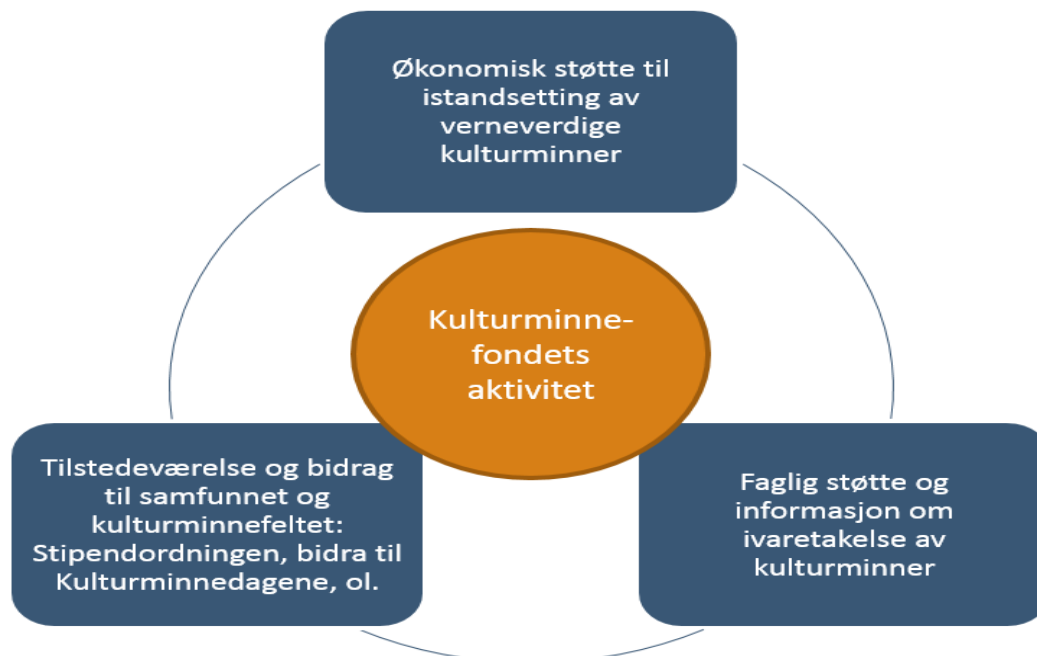 Økonomisk støtte til
istandsetting av
verneverdige
kulturminner
Kulturminne-
fondets
aktivitet
Tilstedeværelse og bidrag
til samfunnet og
kulturminnefeltet:
Stipendordningen, bidra til
Kulturminnedagene, ol.
Faglig støtte og
informasjon om
ivaretakelse av
kulturminner